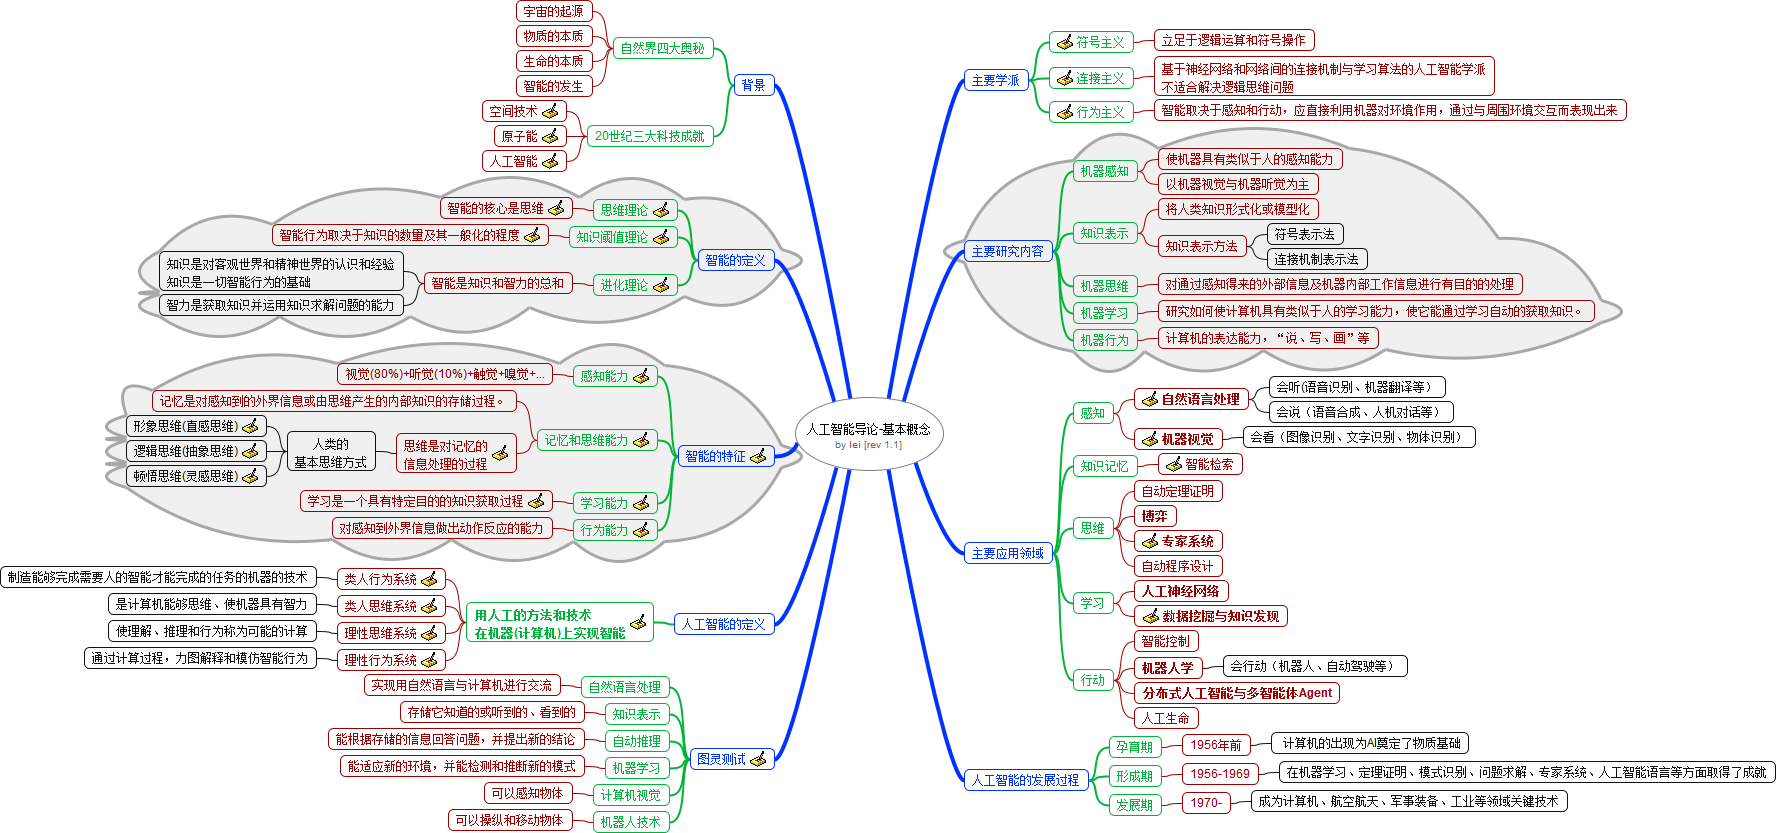 人工智能导论-基本概念
by lei [rev 1.1]
背景
自然界四大奥秘
宇宙的起源
物质的本质
生命的本质
智能的发生
20世纪三大科技成就
空间技术
原子能
人工智能
智能的定义
思维理论
智能的核心是思维
知识阈值理论
智能行为取决于知识的数量及其一般化的程度
进化理论
智能是知识和智力的总和
知识是对客观世界和精神世界的认识和经验
知识是一切智能行为的基础
智力是获取知识并运用知识求解问题的能力
智能的特征
感知能力
视觉(80%)+听觉(10%)+触觉+嗅觉+...
记忆和思维能力
记忆是对感知到的外界信息或由思维产生的内部知识的存储过程。
思维是对记忆的
信息处理的过程
人类的
基本思维方式
形象思维(直感思维)
逻辑思维(抽象思维)
顿悟思维(灵感思维)
学习能力
学习是一个具有特定目的的知识获取过程
行为能力
对感知到外界信息做出动作反应的能力
人工智能的定义
用人工的方法和技术
在机器(计算机)上实现智能
类人行为系统
制造能够完成需要人的智能才能完成的任务的机器的技术
类人思维系统
是计算机能够思维、使机器具有智力
理性思维系统
使理解、推理和行为称为可能的计算
理性行为系统
通过计算过程，力图解释和模仿智能行为
图灵测试
自然语言处理
实现用自然语言与计算机进行交流
知识表示
存储它知道的或听到的、看到的
自动推理
能根据存储的信息回答问题，并提出新的结论
机器学习
能适应新的环境，并能检测和推断新的模式
计算机视觉
可以感知物体
机器人技术
可以操纵和移动物体
主要学派
符号主义
立足于逻辑运算和符号操作
连接主义
基于神经网络和网络间的连接机制与学习算法的人工智能学派
不适合解决逻辑思维问题
行为主义
智能取决于感知和行动，应直接利用机器对环境作用，通过与周围环境交互而表现出来
主要研究内容
机器感知
使机器具有类似于人的感知能力
以机器视觉与机器听觉为主
知识表示
将人类知识形式化或模型化
知识表示方法
符号表示法
连接机制表示法
机器思维
对通过感知得来的外部信息及机器内部工作信息进行有目的的处理
机器学习
研究如何使计算机具有类似于人的学习能力，使它能通过学习自动的获取知识。
机器行为
计算机的表达能力，“说、写、画”等
主要应用领域
感知
自然语言处理
会听(语音识别、机器翻译等）
会说（语音合成、人机对话等）
机器视觉
会看（图像识别、文字识别、物体识别）
知识记忆
智能检索
思维
自动定理证明
博弈
专家系统
自动程序设计
学习
人工神经网络
数据挖掘与知识发现
行动
智能控制
机器人学
会行动（机器人、自动驾驶等）
分布式人工智能与多智能体Agent
人工生命
人工智能的发展过程
孕育期
1956年前
计算机的出现为AI奠定了物质基础
形成期
1956-1969
在机器学习、定理证明、模式识别、问题求解、专家系统、人工智能语言等方面取得了成就
发展期
1970-
成为计算机、航空航天、军事装备、工业等领域关键技术